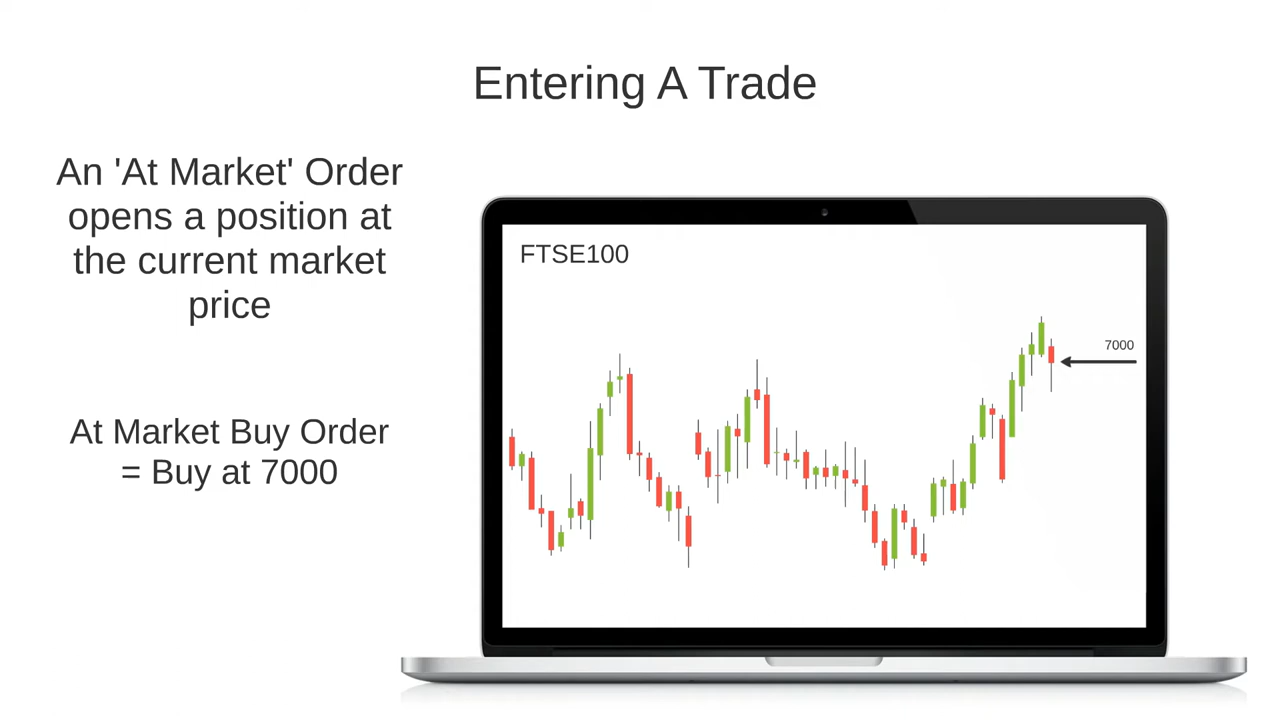 Entering A Trade
An 'At Market' Order
opens a position at
the current market
price
At Market Buy Order
= Buy at 7000
FTSE100
7000